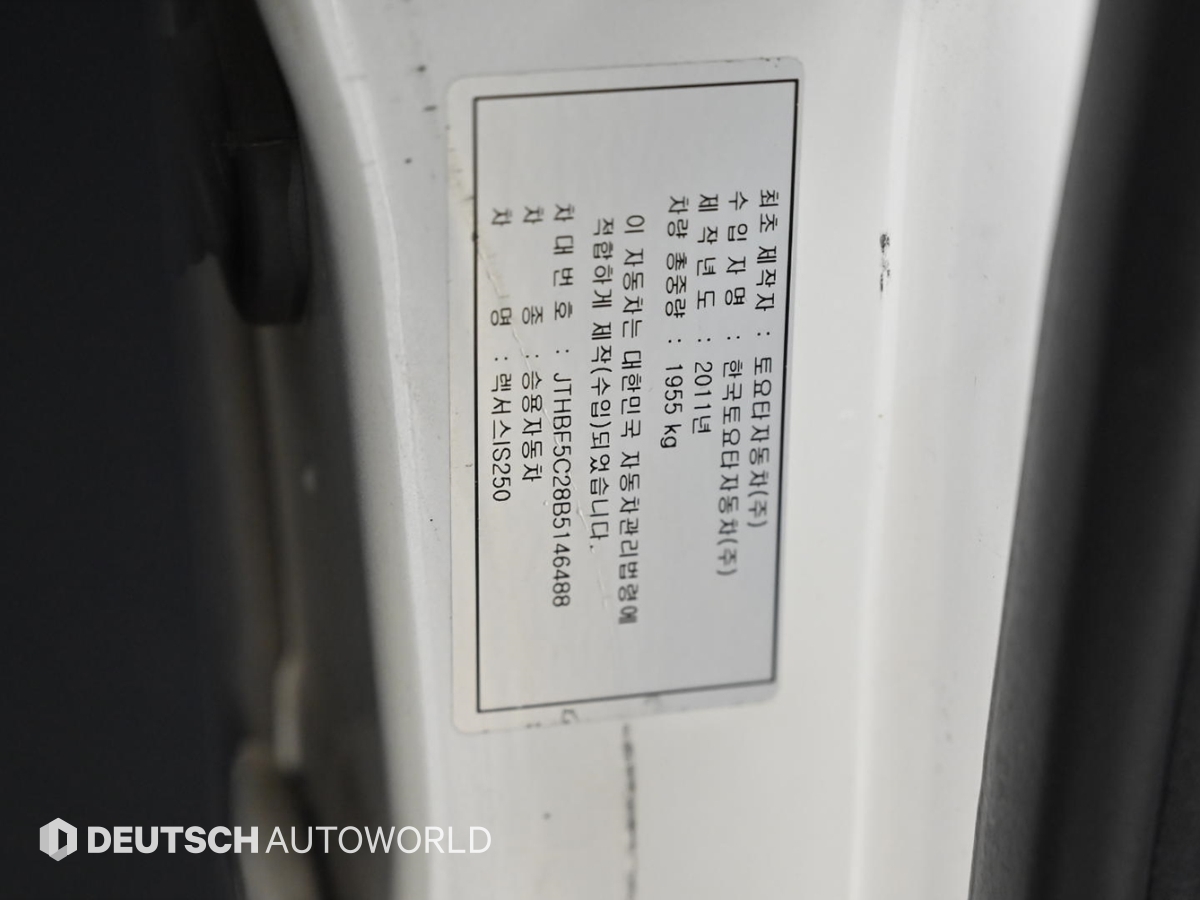 최초 제작자 : 토요타자동차(주)
수 입 자 명 : 한국토요타자동차(주)
제 작 년 도 : 2011년
차량 총중량 : 1955 kg
이 자동차는 대한민국 자동차관리법령에
적합하게 제작(수입)되었습니다.
차 대 번 호 : JTHBF5C28B5146488
차 종 : 승용자동차
차 명 : 렉서스IS250
DEUTSCH AUTOWORLD